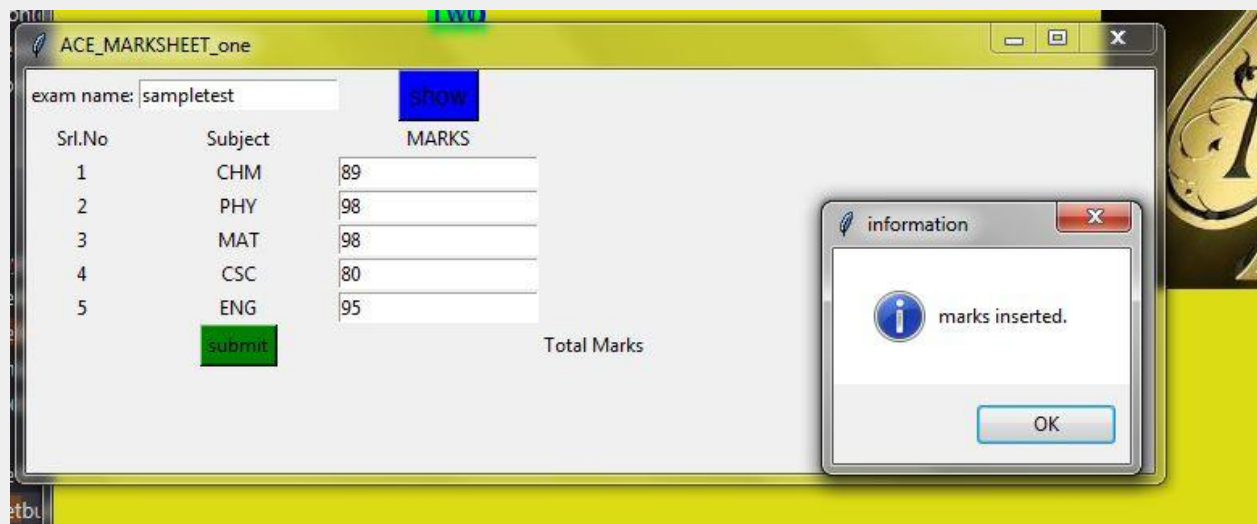 Two
ACE_MARKSHEET_one
exam name: sampletest show
Srl.No Subject MARKS
1 CHM 89
2 PHY 98
3 MAT 98
4 CSC 80
5 ENG 95
submit Total Marks
information
marks inserted.
OK